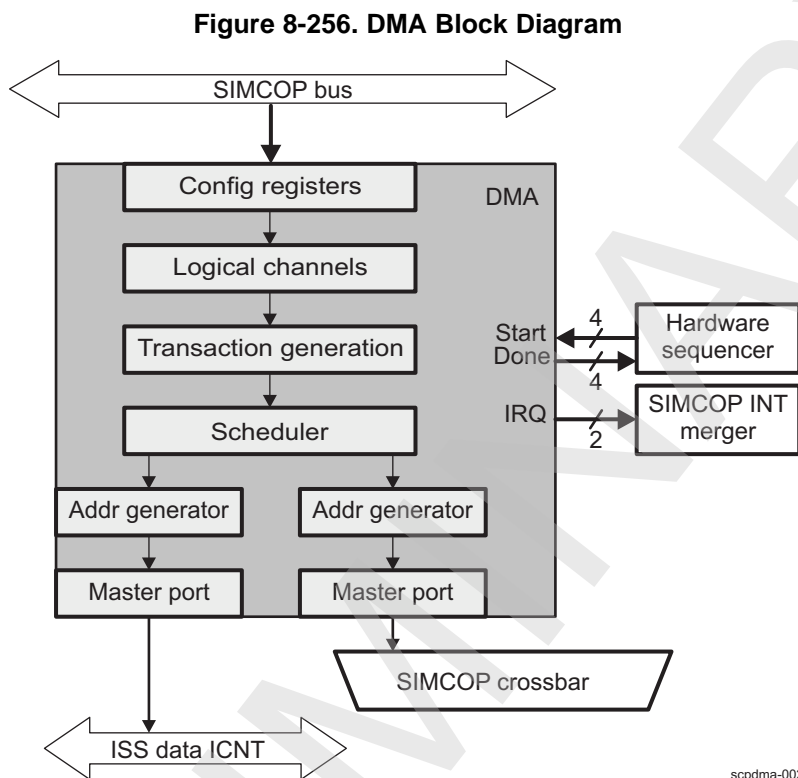 Figure 8-256. DMA Block Diagram
SIMCOP bus
Config registers
DMA
Logical channels
Transaction generation
Scheduler
Start
Done
4
4
Hardware
sequencer
IRQ
2
SIMCOP INT
merger
Addr generator
Addr generator
Master port
Master port
SIMCOP crossbar
ISS data ICNT